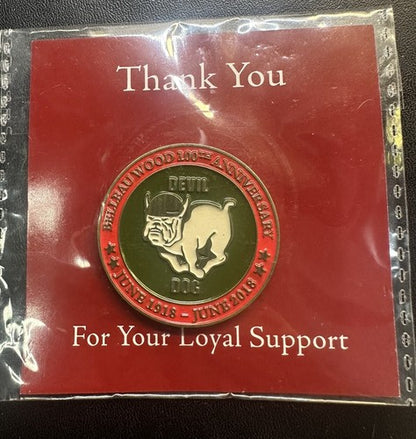 Thank You
BELLEAU WOOD 100TH ANNIVERSARY
DEVIL
DOG
JUNE 1918 - JUNE 2018
For Your Loyal Support